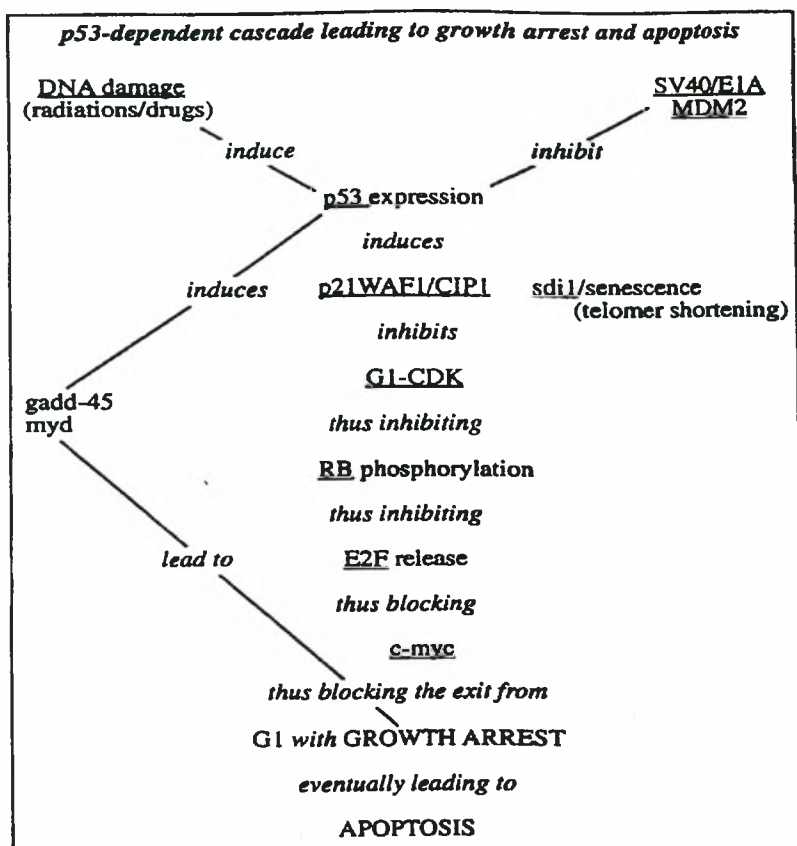 p53-dependent cascade leading to growth arrest and apoptosis
DNA damage
(radiations/drugs)
SV40/E1A
MDM2
induce
inhibit
p53 expression
induces
induces
p21WAF1/CIP1
sdi1/senescence
(telomer shortening)
inhibits
G1-CDK
gadd-45
myd
thus inhibiting
RB phosphorylation
thus inhibiting
lead to
E2F release
thus blocking
c-myc
thus blocking the exit from
G1 with GROWTH ARREST
eventually leading to
APOPTOSIS